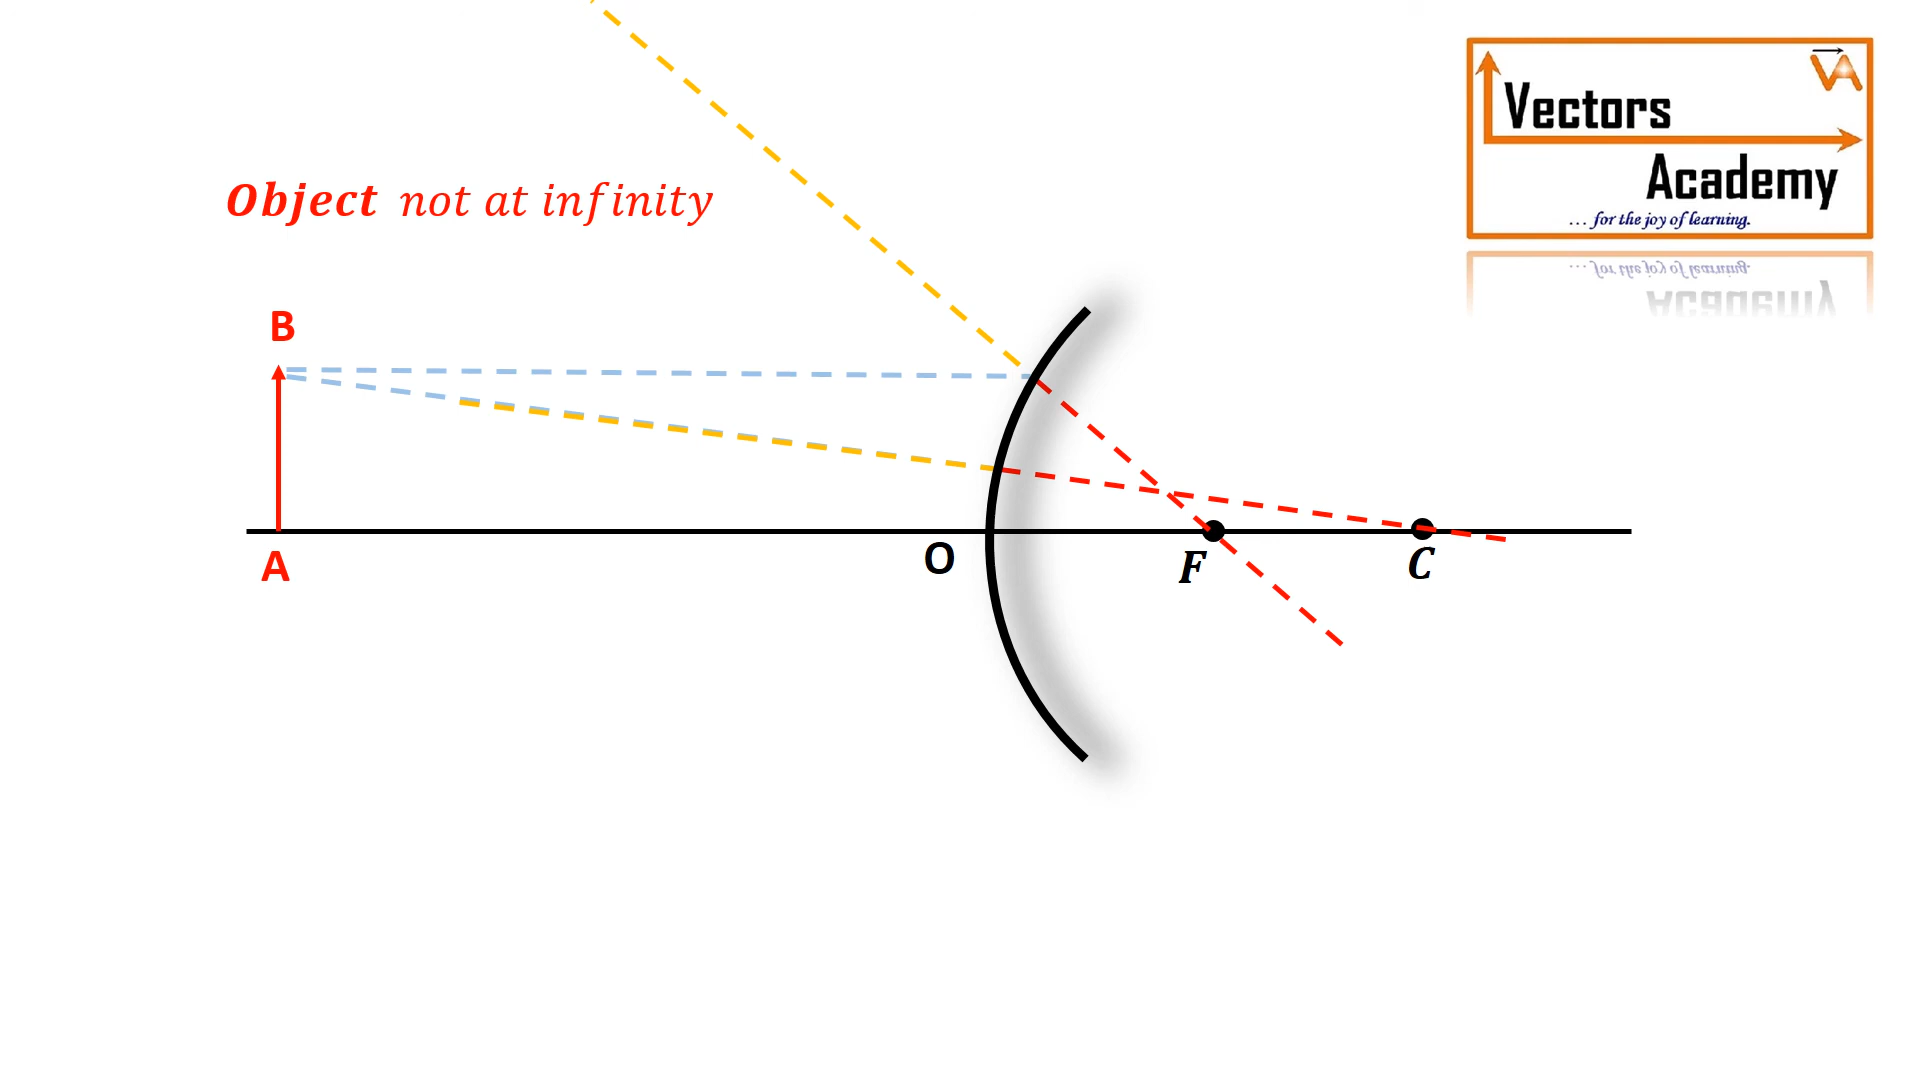 Vectors
Academy
... for the joy of learning.
Object not at infinity
B
A
O
F
C